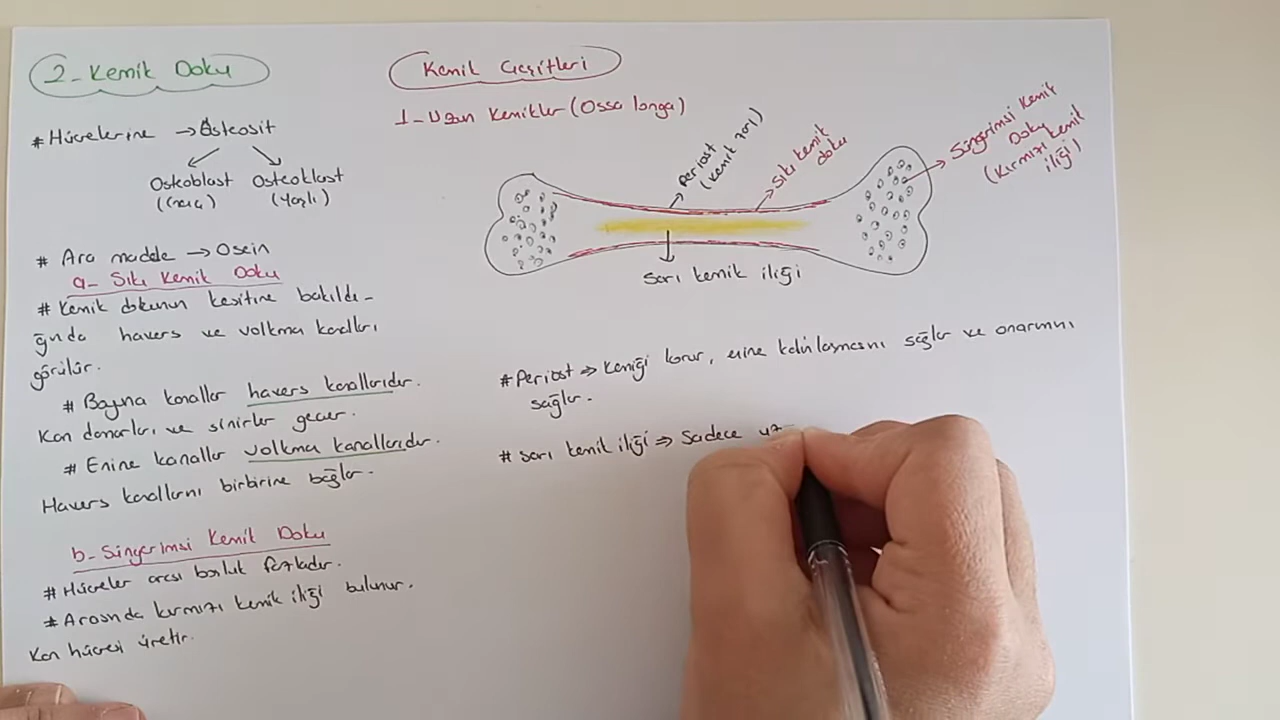 2- Kemik Doku
# Hücrelerine → Osteosit
Osteoblast Osteoklast
(Genç) (Yaşlı)
# Ara madde → Osein
a- Sıkı Kemik Doku
# Kemik dokunun kesitine bakıldı-
ğında havers ve volkman kanalları
görülür.
# Boyuna kanallar havers kanallarıdır.
Kan damarları ve sinirler geçer.
# Enine kanallar volkman kanallarıdır.
Havers kanallarını birbirine bağlar.
b- Süngerimsi Kemik Doku
# Hücreler arası boşluk fazladır.
# Arasında kırmızı kemik iliği bulunur.
Kan hücresi üretir.
Kemik Çeşitleri
1- Uzun Kemikler (Ossa longa)
Periost
(kemik zarı)
Sıkı kemik
doku
Süngerimsi Kemik
Doku
(Kırmızı kemik
iliği)
Sarı kemik iliği
# Periost ⇒ Kemiği korur, enine kalınlaşmasını sağlar ve onarımını
sağlar.
# Sarı kemik iliği ⇒ Sadece